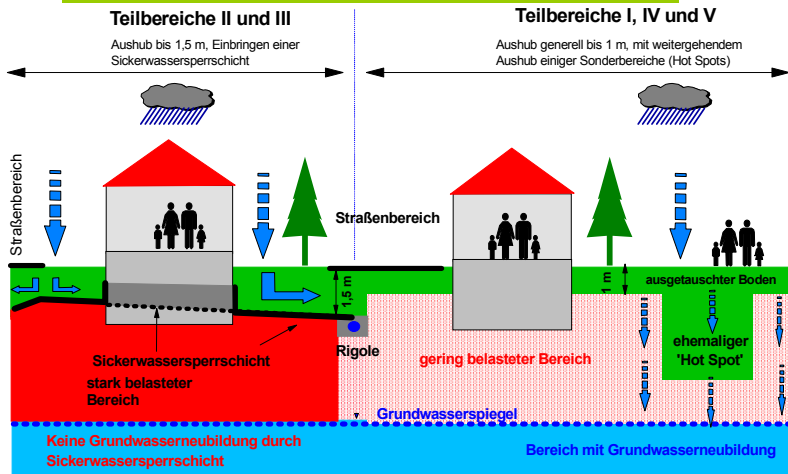 Teilbereiche II und III
Aushub bis 1,5 m, Einbringen einer
Sickerwassersperrschicht
Teilbereiche I, IV und V
Aushub generell bis 1 m, mit weitergehendem
Aushub einiger Sonderbereiche (Hot Spots)
Straßenbereich
Straßenbereich
1,5 m
1 m
ausgetauschter Boden
Sickerwassersperrschicht
stark belasteter
Bereich
Rigole
gering belasteter Bereich
ehemaliger
'Hot Spot'
Grundwasserspiegel
Keine Grundwasserneubildung durch
Sickerwassersperrschicht
Bereich mit Grundwasserneubildung